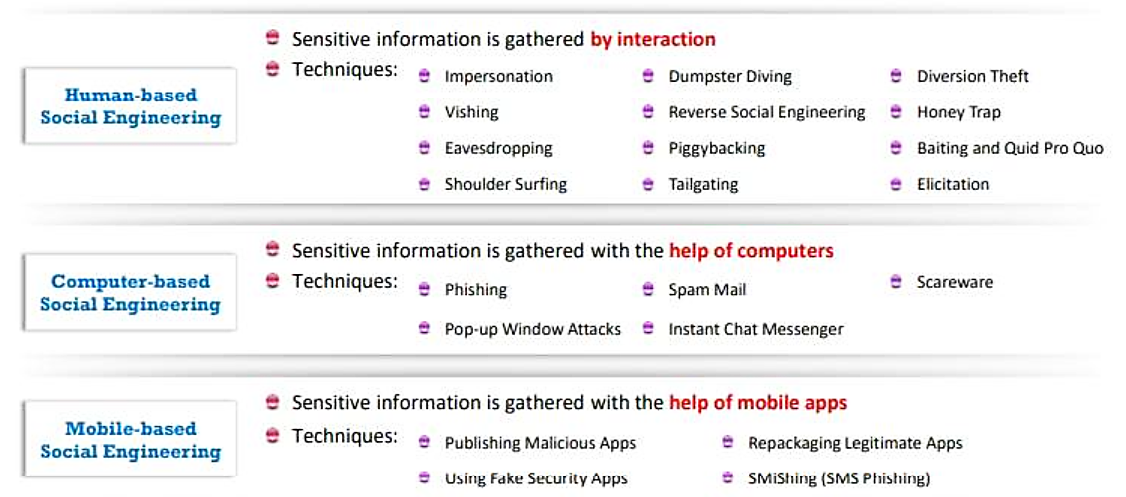 Sensitive information is gathered by interaction
Human-based
Social Engineering
Techniques:
Impersonation
Dumpster Diving
Diversion Theft
Vishing
Reverse Social Engineering
Honey Trap
Eavesdropping
Piggybacking
Baiting and Quid Pro Quo
Shoulder Surfing
Tailgating
Elicitation
Sensitive information is gathered with the help of computers
Computer-based
Social Engineering
Techniques:
Phishing
Spam Mail
Scareware
Pop-up Window Attacks
Instant Chat Messenger
Sensitive information is gathered with the help of mobile apps
Mobile-based
Social Engineering
Techniques:
Publishing Malicious Apps
Repackaging Legitimate Apps
Using Fake Security Apps
SMiShing (SMS Phishing)